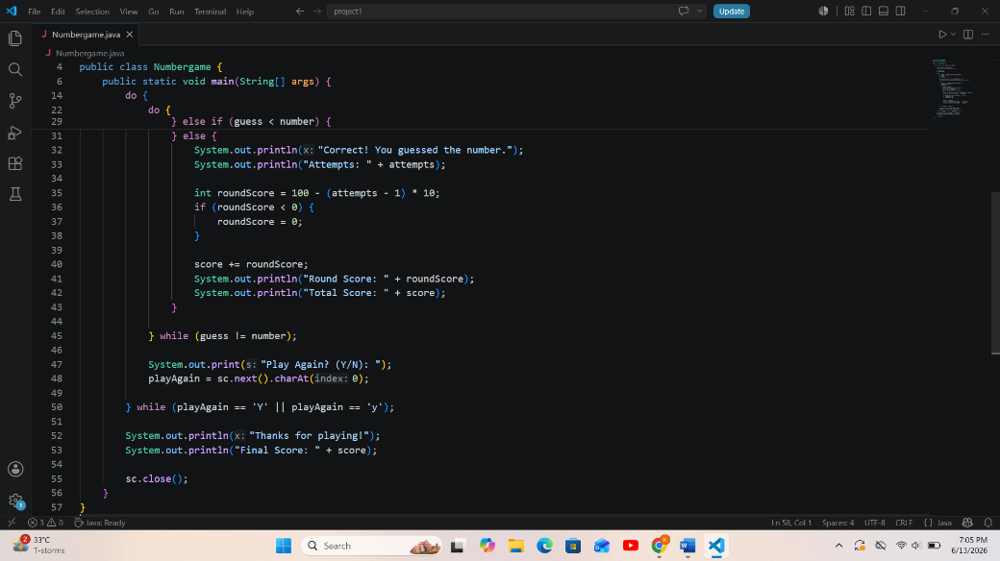 File Edit Selection View Go Run Terminal Help
project1
Update
J Numbergame.java
J Numbergame.java
4 public class Numbergame {
6 public static void main(String[] args) {
14 do {
22 do {
29 } else if (guess < number) {
31 } else {
32 System.out.println(x: "Correct! You guessed the number.");
33 System.out.println("Attempts: " + attempts);
34
35 int roundScore = 100 - (attempts - 1) * 10;
36 if (roundScore < 0) {
37 roundScore = 0;
38 }
39
40 score += roundScore;
41 System.out.println("Round Score: " + roundScore);
42 System.out.println("Total Score: " + score);
43 }
44
45 } while (guess != number);
46
47 System.out.print(s: "Play Again? (Y/N): ");
48 playAgain = sc.next().charAt(index: 0);
49
50 } while (playAgain == 'Y' || playAgain == 'y');
51
52 System.out.println(x: "Thanks for playing!");
53 System.out.println("Final Score: " + score);
54
55 sc.close();
56 }
57 }
1
3 0 Java: Ready Ln 58, Col 1 Spaces: 4 UTF-8 CRLF {} Java
2 33°C
T-storms
Search
7:05 PM
6/13/2026